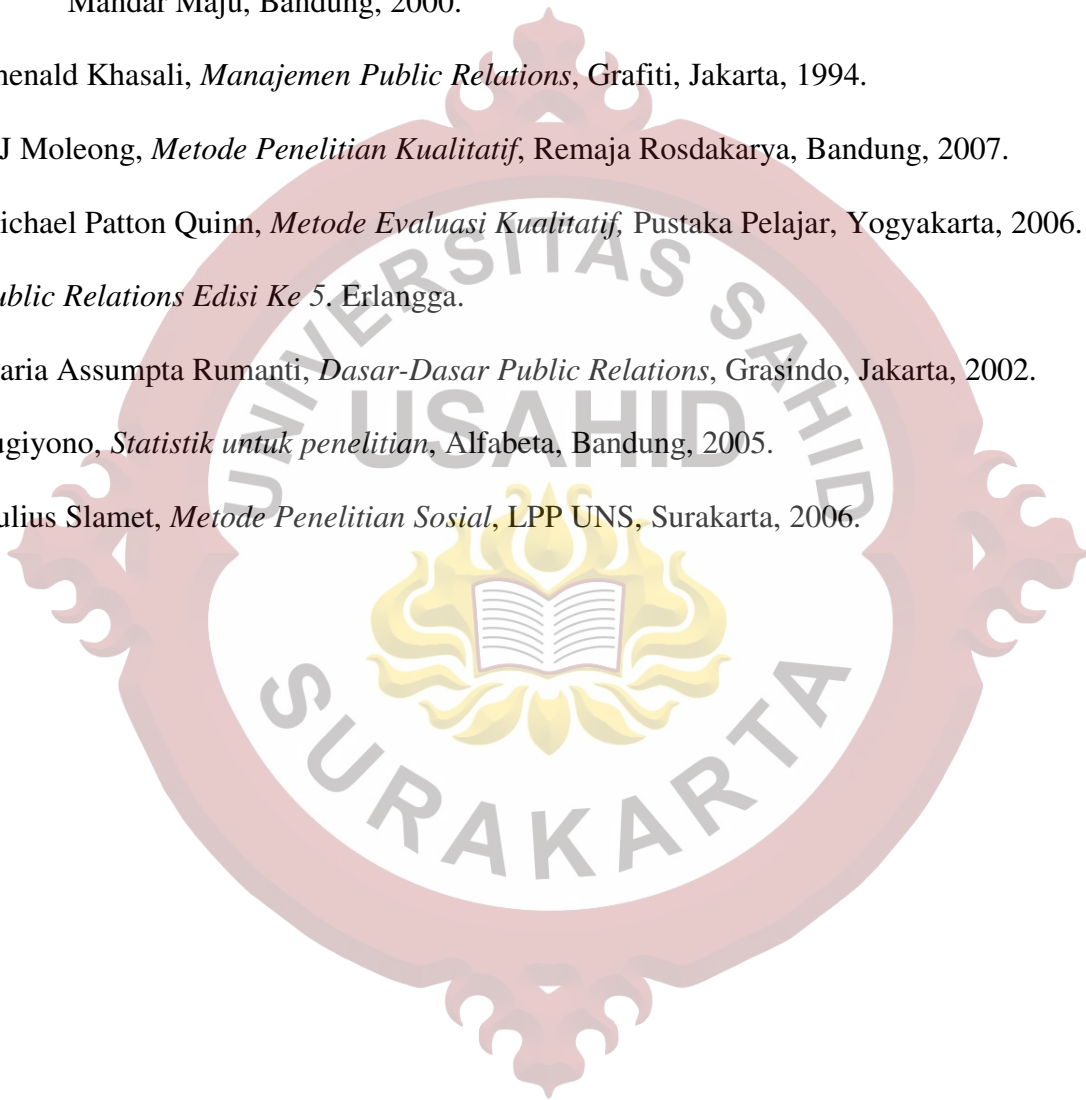 Mandar Maju, Bandung, 2000.
henald Khasali, Manajemen Public Relations, Grafiti, Jakarta, 1994.
J Moleong, Metode Penelitian Kualitatif, Remaja Rosdakarya, Bandung, 2007.
ichael Patton Quinn, Metode Evaluasi Kualitatif, Pustaka Pelajar, Yogyakarta, 2006.
ublic Relations Edisi Ke 5. Erlangga.
aria Assumpta Rumanti, Dasar-Dasar Public Relations, Grasindo, Jakarta, 2002.
ugiyono, Statistik untuk penelitian, Alfabeta, Bandung, 2005.
ulius Slamet, Metode Penelitian Sosial, LPP UNS, Surakarta, 2006.
UNIVERSITAS SAHID
USAHID
SURAKARTA